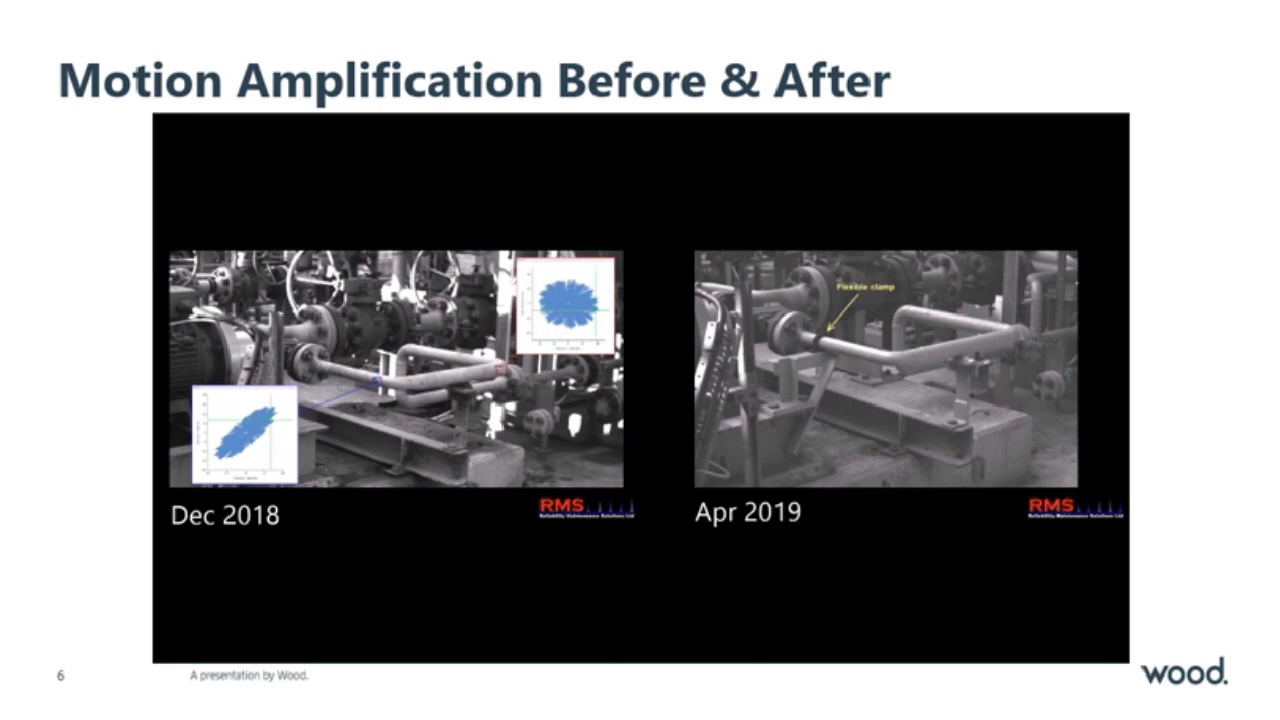 Motion Amplification Before & After
Flexible clamp
Dec 2018
RMS
Reliability Maintenance Solutions Ltd
Apr 2019
RMS
Reliability Maintenance Solutions Ltd
6
A presentation by Wood.
wood.